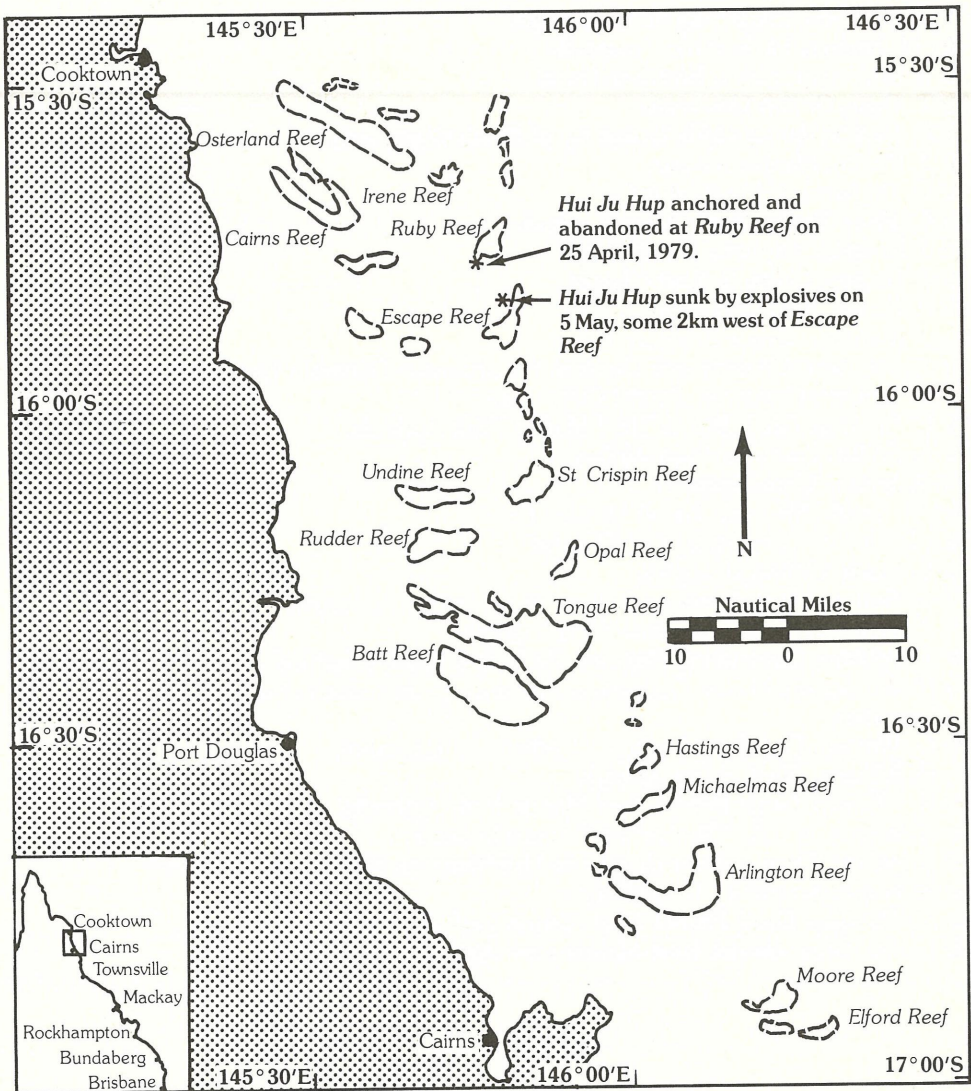 145°30'E
146°00'
146°30'E
Cooktown
15°30'S
15°30'S
Osterland Reef
Irene Reef
Cairns Reef
Ruby Reef
Hui Ju Hup anchored and
abandoned at Ruby Reef on
25 April, 1979.
Escape Reef
Hui Ju Hup sunk by explosives on
5 May, some 2km west of Escape
Reef
16°00'S
16°00'S
Undine Reef
St Crispin Reef
Rudder Reef
Opal Reef
N
Tongue Reef
Nautical Miles
10 0 10
Batt Reef
16°30'S
16°30'S
Port Douglas
Hastings Reef
Michaelmas Reef
Arlington Reef
Cooktown
Cairns
Townsville
Mackay
Rockhampton
Bundaberg
Brisbane
Moore Reef
Elford Reef
Cairns
145°30'E
146°00'E
17°00'S